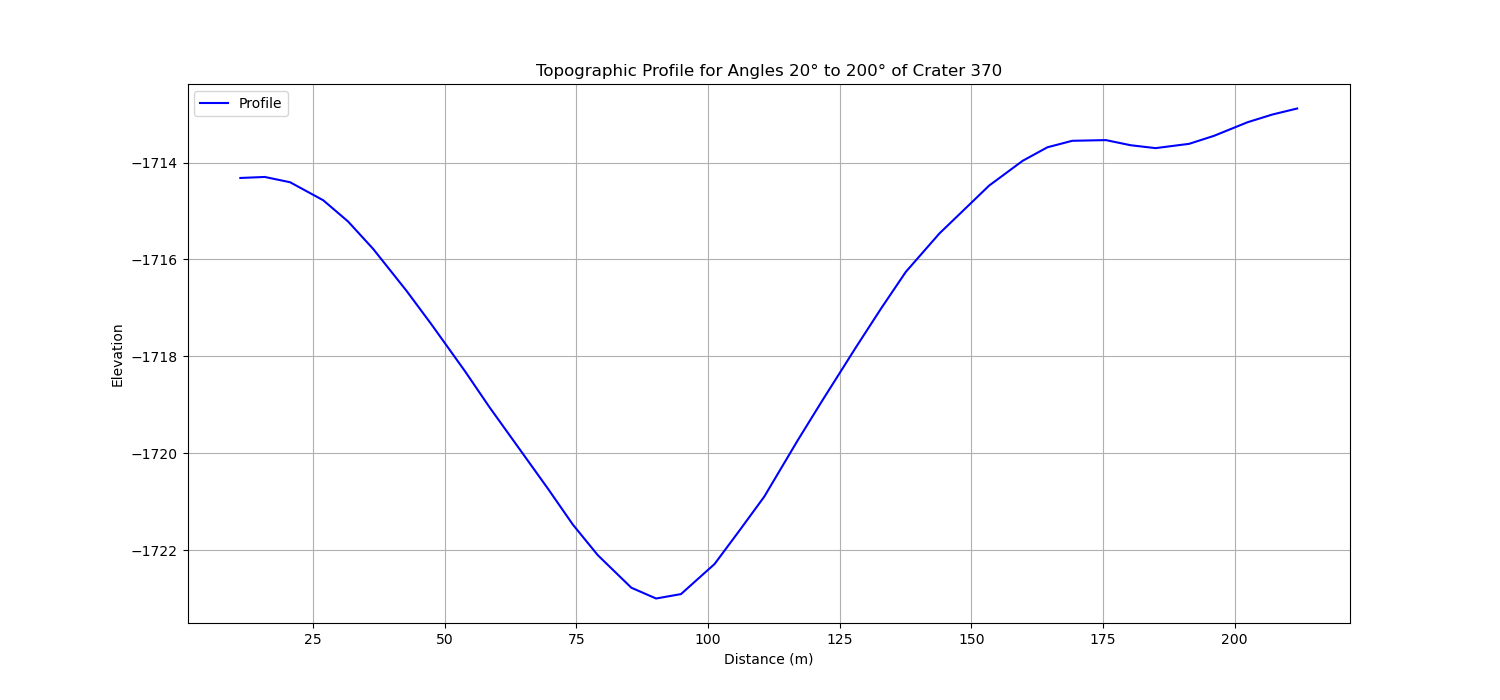 Topographic Profile for Angles 20° to 200° of Crater 370
Profile
−1714
−1716
−1718
−1720
−1722
Elevation
25 50 75 100 125 150 175 200
Distance (m)